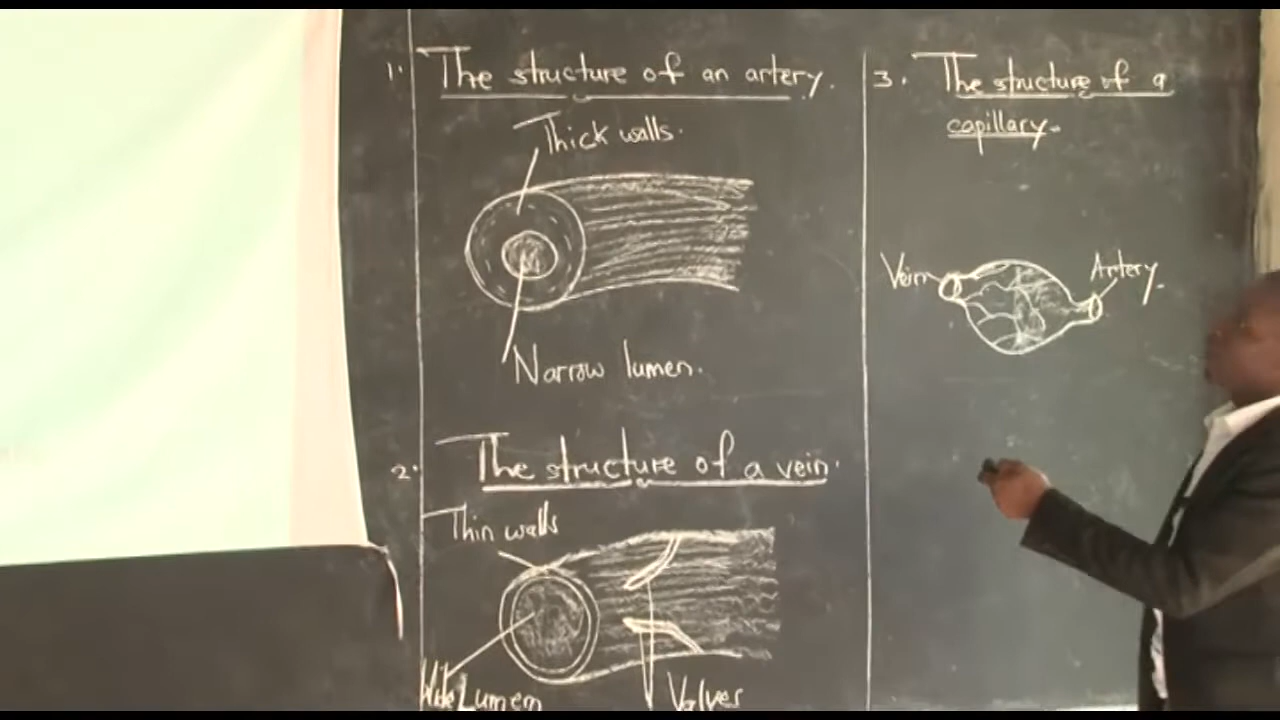 1. The structure of an artery.
Thick walls.
Narrow lumen.
2. The structure of a vein.
Thin walls
Wide Lumen
Valves
3. The structure of a
capillary.
Vein
Artery.